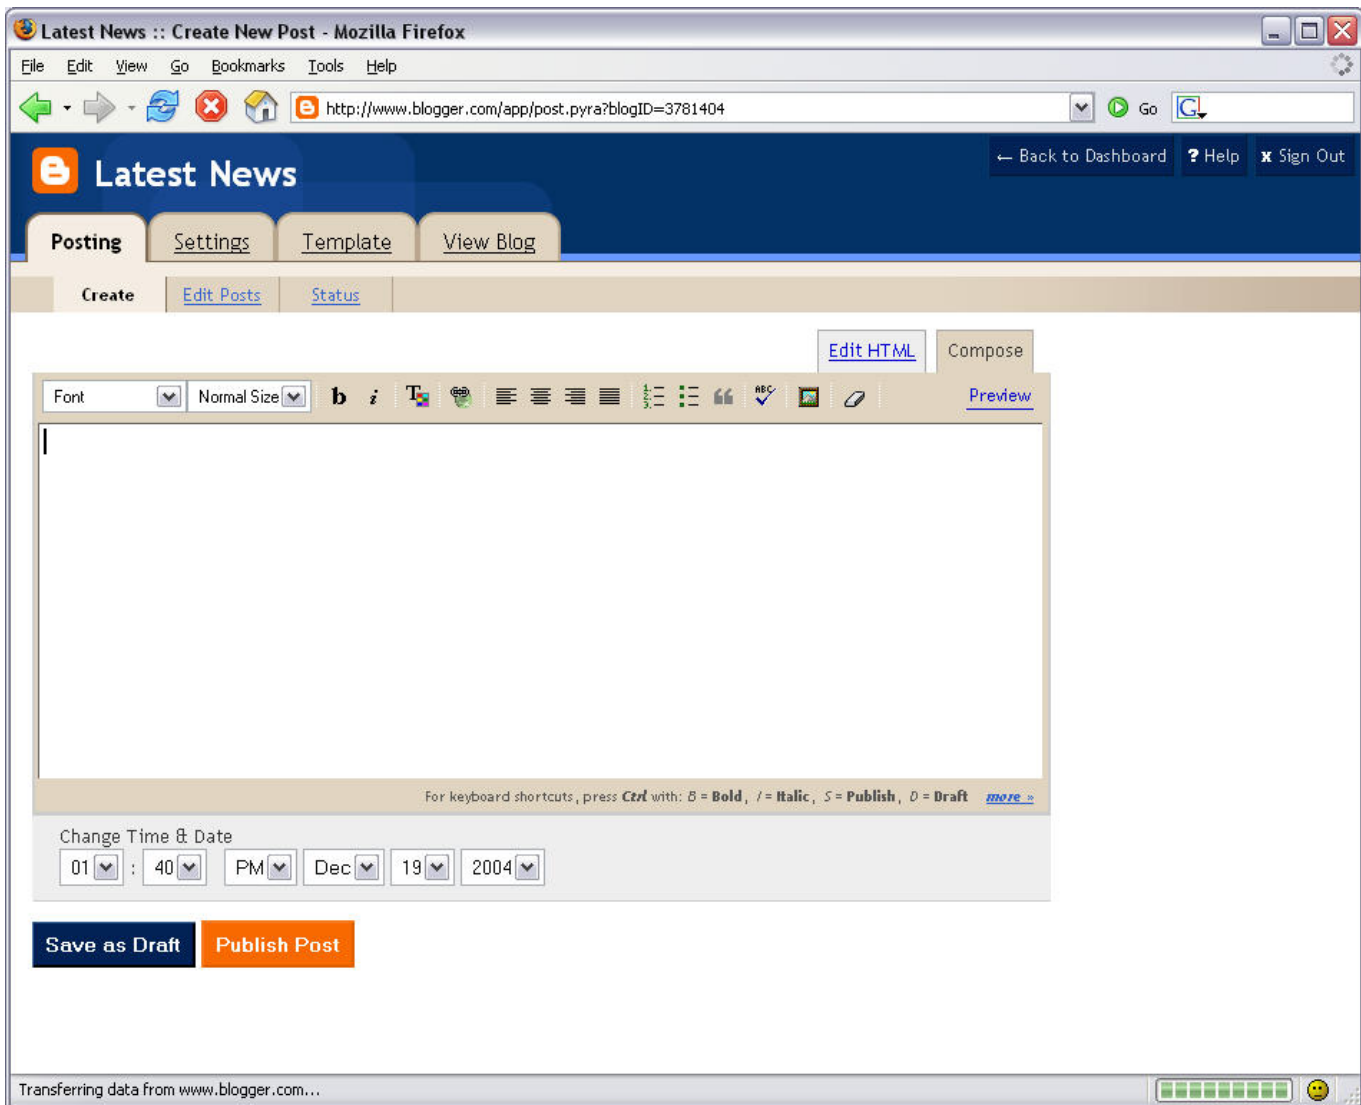 Latest News :: Create New Post - Mozilla Firefox
File Edit View Go Bookmarks Tools Help
http://www.blogger.com/app/post.pyra?blogID=3781404 Go G
Latest News
← Back to Dashboard ? Help x Sign Out
Posting Settings Template View Blog
Create Edit Posts Status
Edit HTML Compose
Font Normal Size b i T ABC Preview
For keyboard shortcuts, press Ctrl with: B = Bold, I = Italic, S = Publish, D = Draft more »
Change Time & Date
01 : 40 PM Dec 19 2004
Save as Draft Publish Post
Transferring data from www.blogger.com...